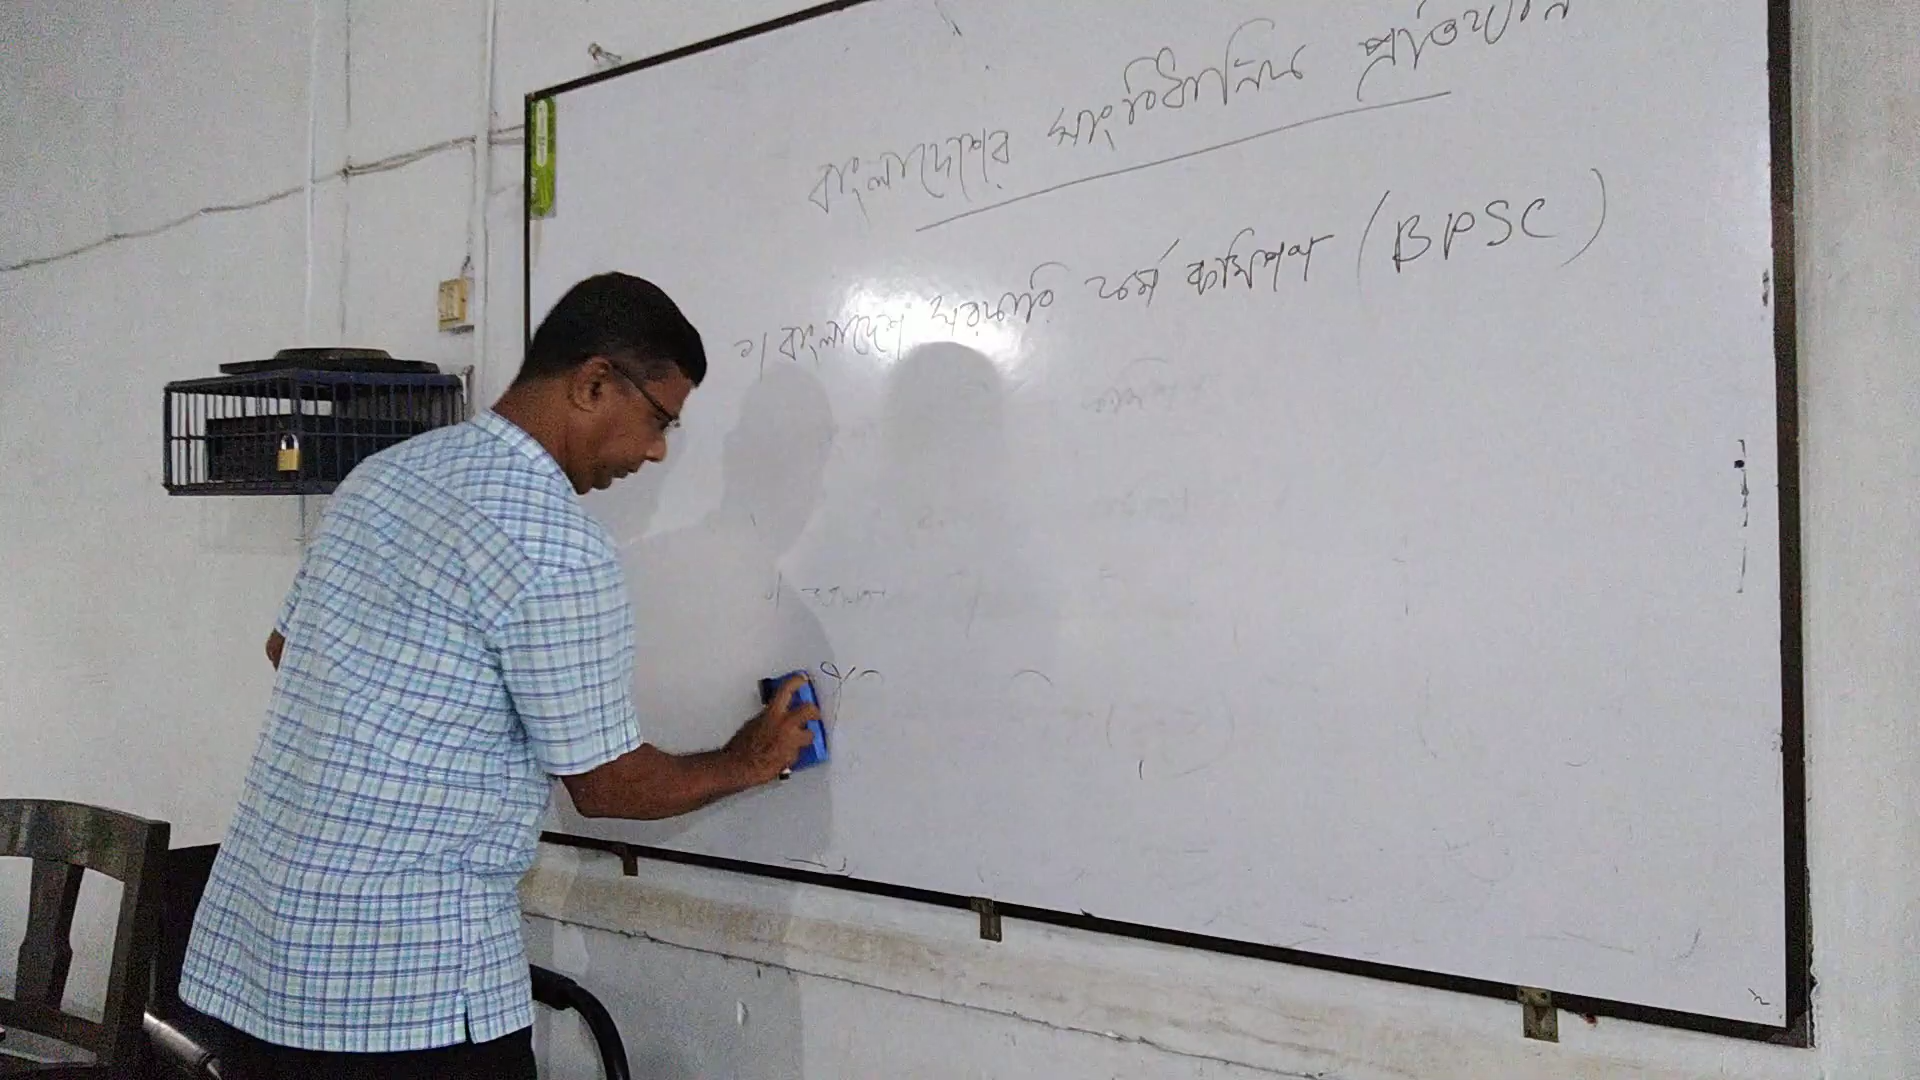 বাংলাদেশের সাংবিধানিক প্রতিষ্ঠান
১। বাংলাদেশ সরকারি কর্ম কমিশন (BPSC)